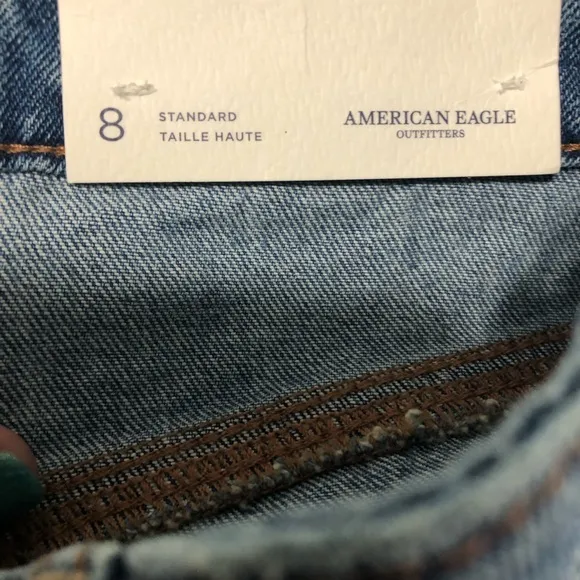 8
STANDARD
TAILLE HAUTE
AMERICAN EAGLE
OUTFITTERS